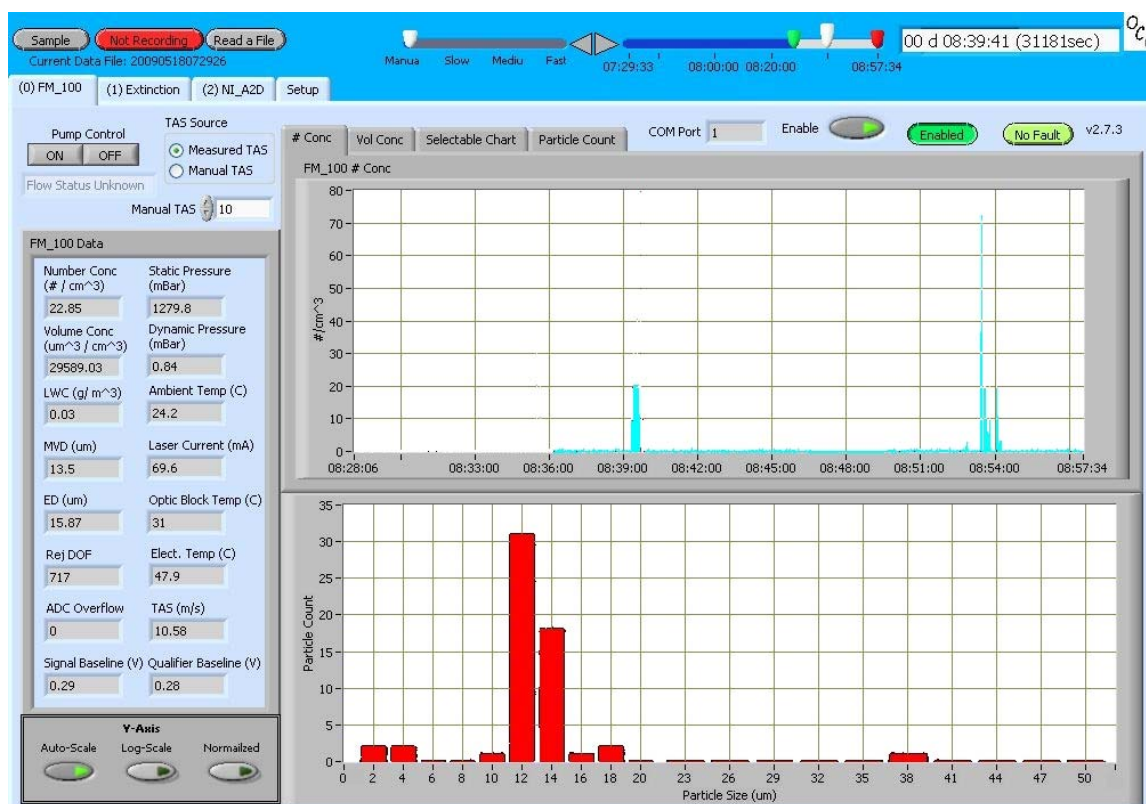 Sample Not Recording Read a File
Current Data File: 20090518072926
Manua Slow Mediu Fast
07:29:33 08:00:00 08:20:00 08:57:34
00 d 08:39:41 (31181sec)
°C
(0) FM_100 (1) Extinction (2) NI_A2D Setup
Pump Control
ON OFF
Flow Status Unknown
TAS Source
Measured TAS
Manual TAS
Manual TAS 10
FM_100 Data
Number Conc (# / cm^3)
22.85
Static Pressure (mBar)
1279.8
Volume Conc (um^3 / cm^3)
29589.03
Dynamic Pressure (mBar)
0.84
LWC (g/ m^3)
0.03
Ambient Temp (C)
24.2
MVD (um)
13.5
Laser Current (mA)
69.6
ED (um)
15.87
Optic Block Temp (C)
31
Rej DOF
717
Elect. Temp (C)
47.9
ADC Overflow
0
TAS (m/s)
10.58
Signal Baseline (V)
0.29
Qualifier Baseline (V)
0.28
Y-Axis
Auto-Scale Log-Scale Normailzed
# Conc Vol Conc Selectable Chart Particle Count
COM Port 1 Enable Enabled No Fault v2.7.3
FM_100 # Conc
#/cm^3
80
70
60
50
40
30
20
10
0
08:28:06 08:33:00 08:36:00 08:39:00 08:42:00 08:45:00 08:48:00 08:51:00 08:54:00 08:57:34
Particle Count
35
30
25
20
15
10
5
0
0 2 4 6 8 10 12 14 16 18 20 23 26 29 32 35 38 41 44 47 50
Particle Size (um)